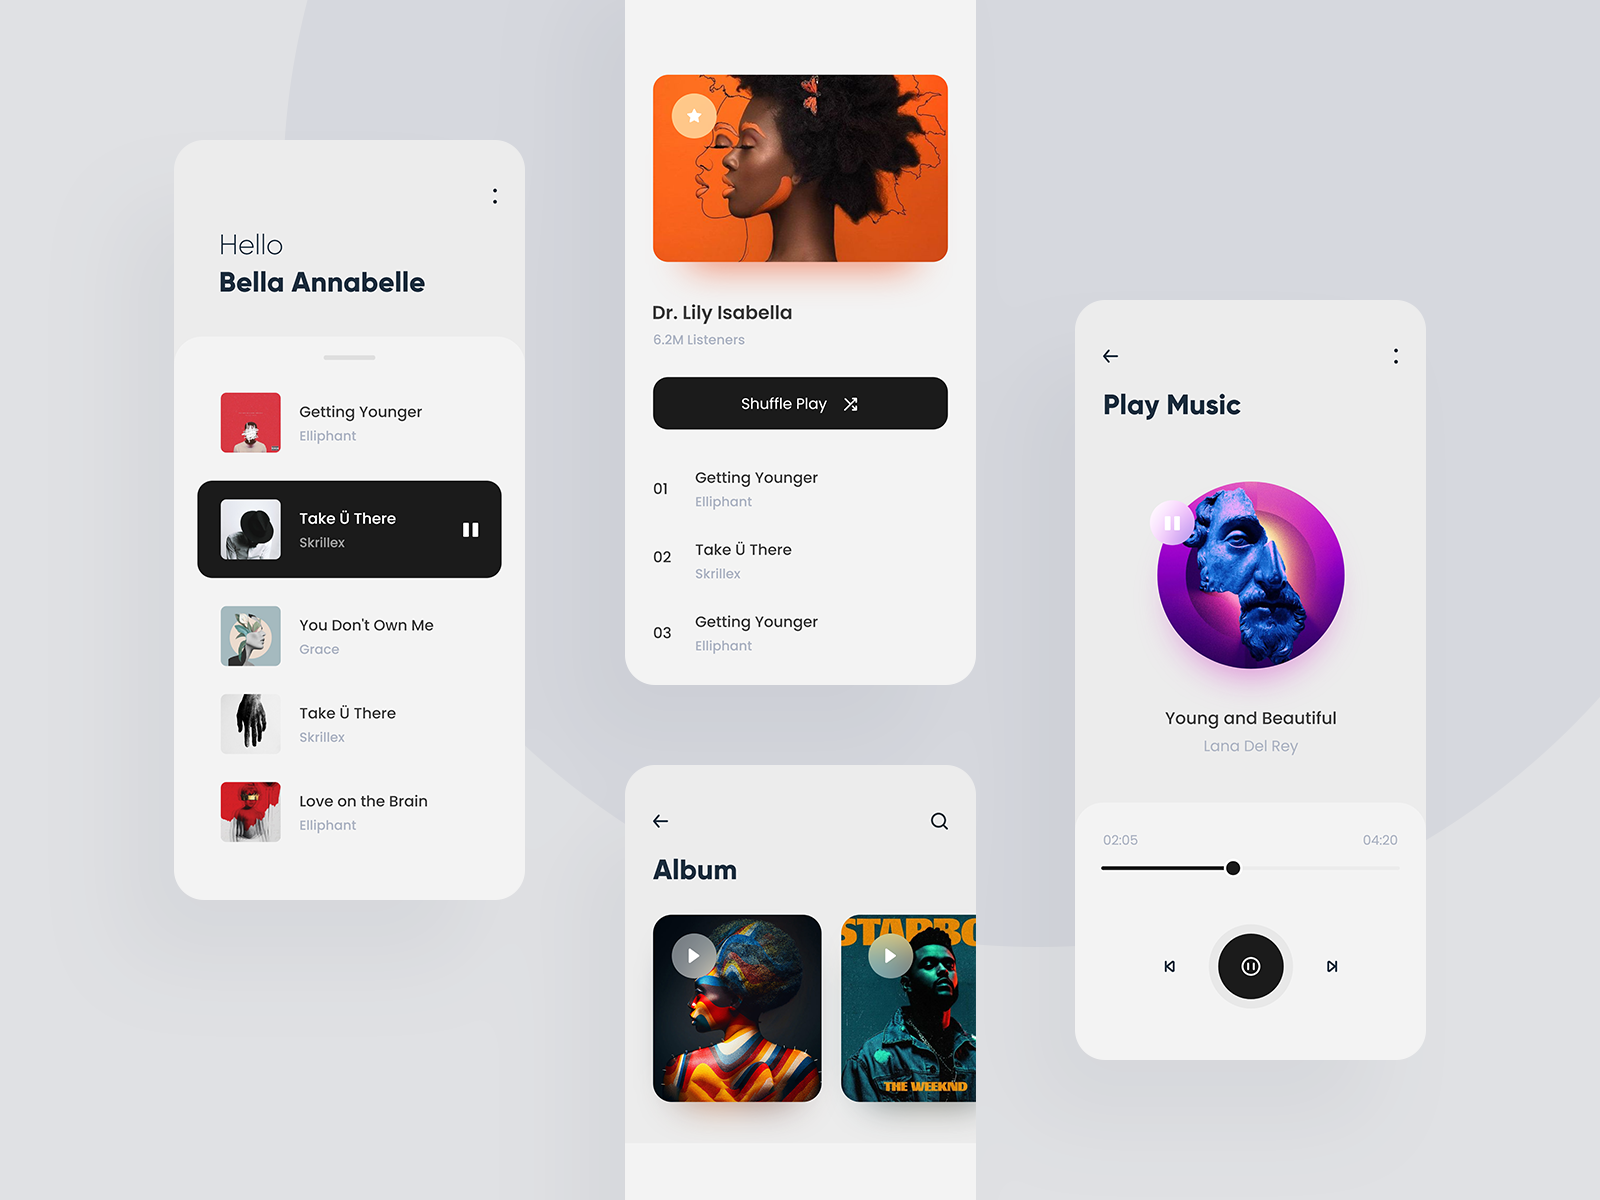 Hello
Bella Annabelle
Getting Younger
Elliphant
Take Ü There
Skrillex
You Don't Own Me
Grace
Take Ü There
Skrillex
Love on the Brain
Elliphant
Dr. Lily Isabella
6.2M Listeners
Shuffle Play
01
Getting Younger
Elliphant
02
Take Ü There
Skrillex
03
Getting Younger
Elliphant
Album
STARBO
THE WEEKND
Play Music
Young and Beautiful
Lana Del Rey
02:05
04:20